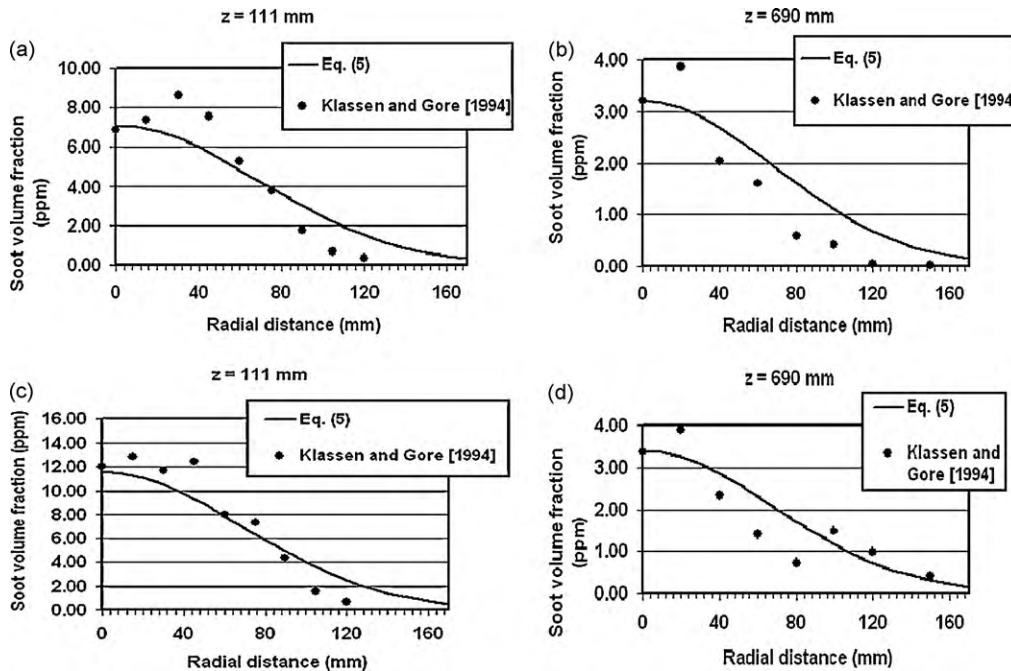 z = 111 mm
(a)
Eq. (5)
Klassen and Gore [1994]
10.00
8.00
6.00
4.00
2.00
0.00
Soot volume fraction
(ppm)
0 40 80 120 160
Radial distance (mm)
z = 690 mm
(b)
Eq. (5)
Klassen and Gore [1994]
4.00
3.00
2.00
1.00
0.00
Soot volume fraction
(ppm)
0 40 80 120 160
Radial distance (mm)
z = 111 mm
(c)
Eq. (5)
Klassen and Gore [1994]
16.00
14.00
12.00
10.00
8.00
6.00
4.00
2.00
0.00
Soot volume fraction (ppm)
0 40 80 120 160
Radial distance (mm)
z = 690 mm
(d)
Eq. (5)
Klassen and
Gore [1994]
4.00
3.00
2.00
1.00
0.00
Soot volume fraction
(ppm)
0 40 80 120 160
Radial distance (mm)